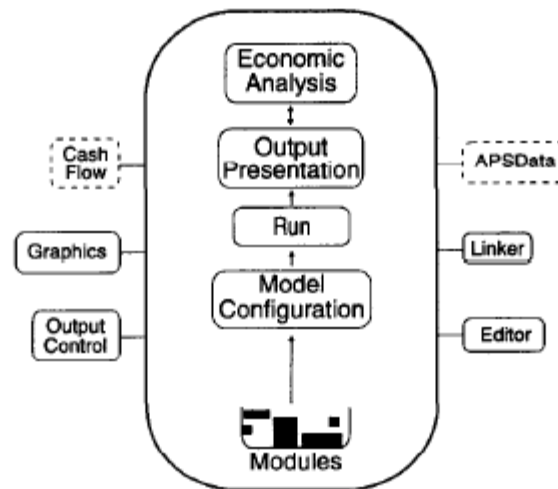 Economic
Analysis
Cash
Flow
Output
Presentation
APSData
Run
Graphics
Linker
Model
Configuration
Output
Control
Editor
Modules